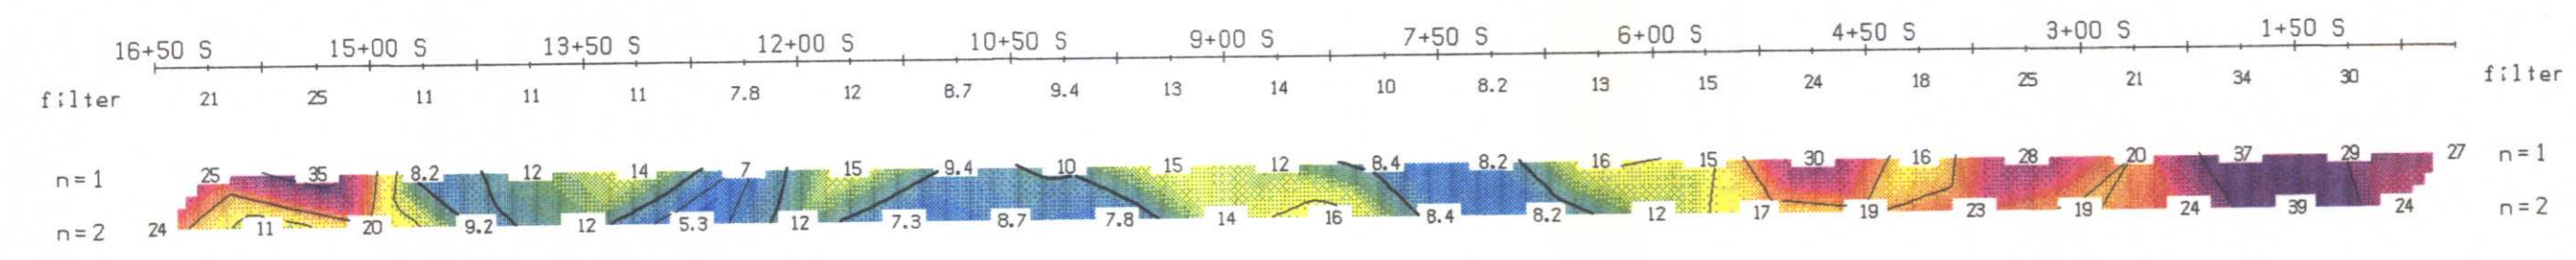 16+50 S 15+00 S 13+50 S 12+00 S 10+50 S 9+00 S 7+50 S 6+00 S 4+50 S 3+00 S 1+50 S
filter 21 25 11 11 11 7.8 12 8.7 9.4 13 14 10 8.2 13 15 24 18 25 21 34 30 filter
n=1 25 35 8.2 12 14 7 15 9.4 10 15 12 8.4 8.2 16 15 30 16 28 20 37 29 27 n=1
n=2 24 11 20 9.2 12 5.3 12 7.3 8.7 7.8 14 16 8.4 8.2 12 17 19 23 19 24 39 24 n=2